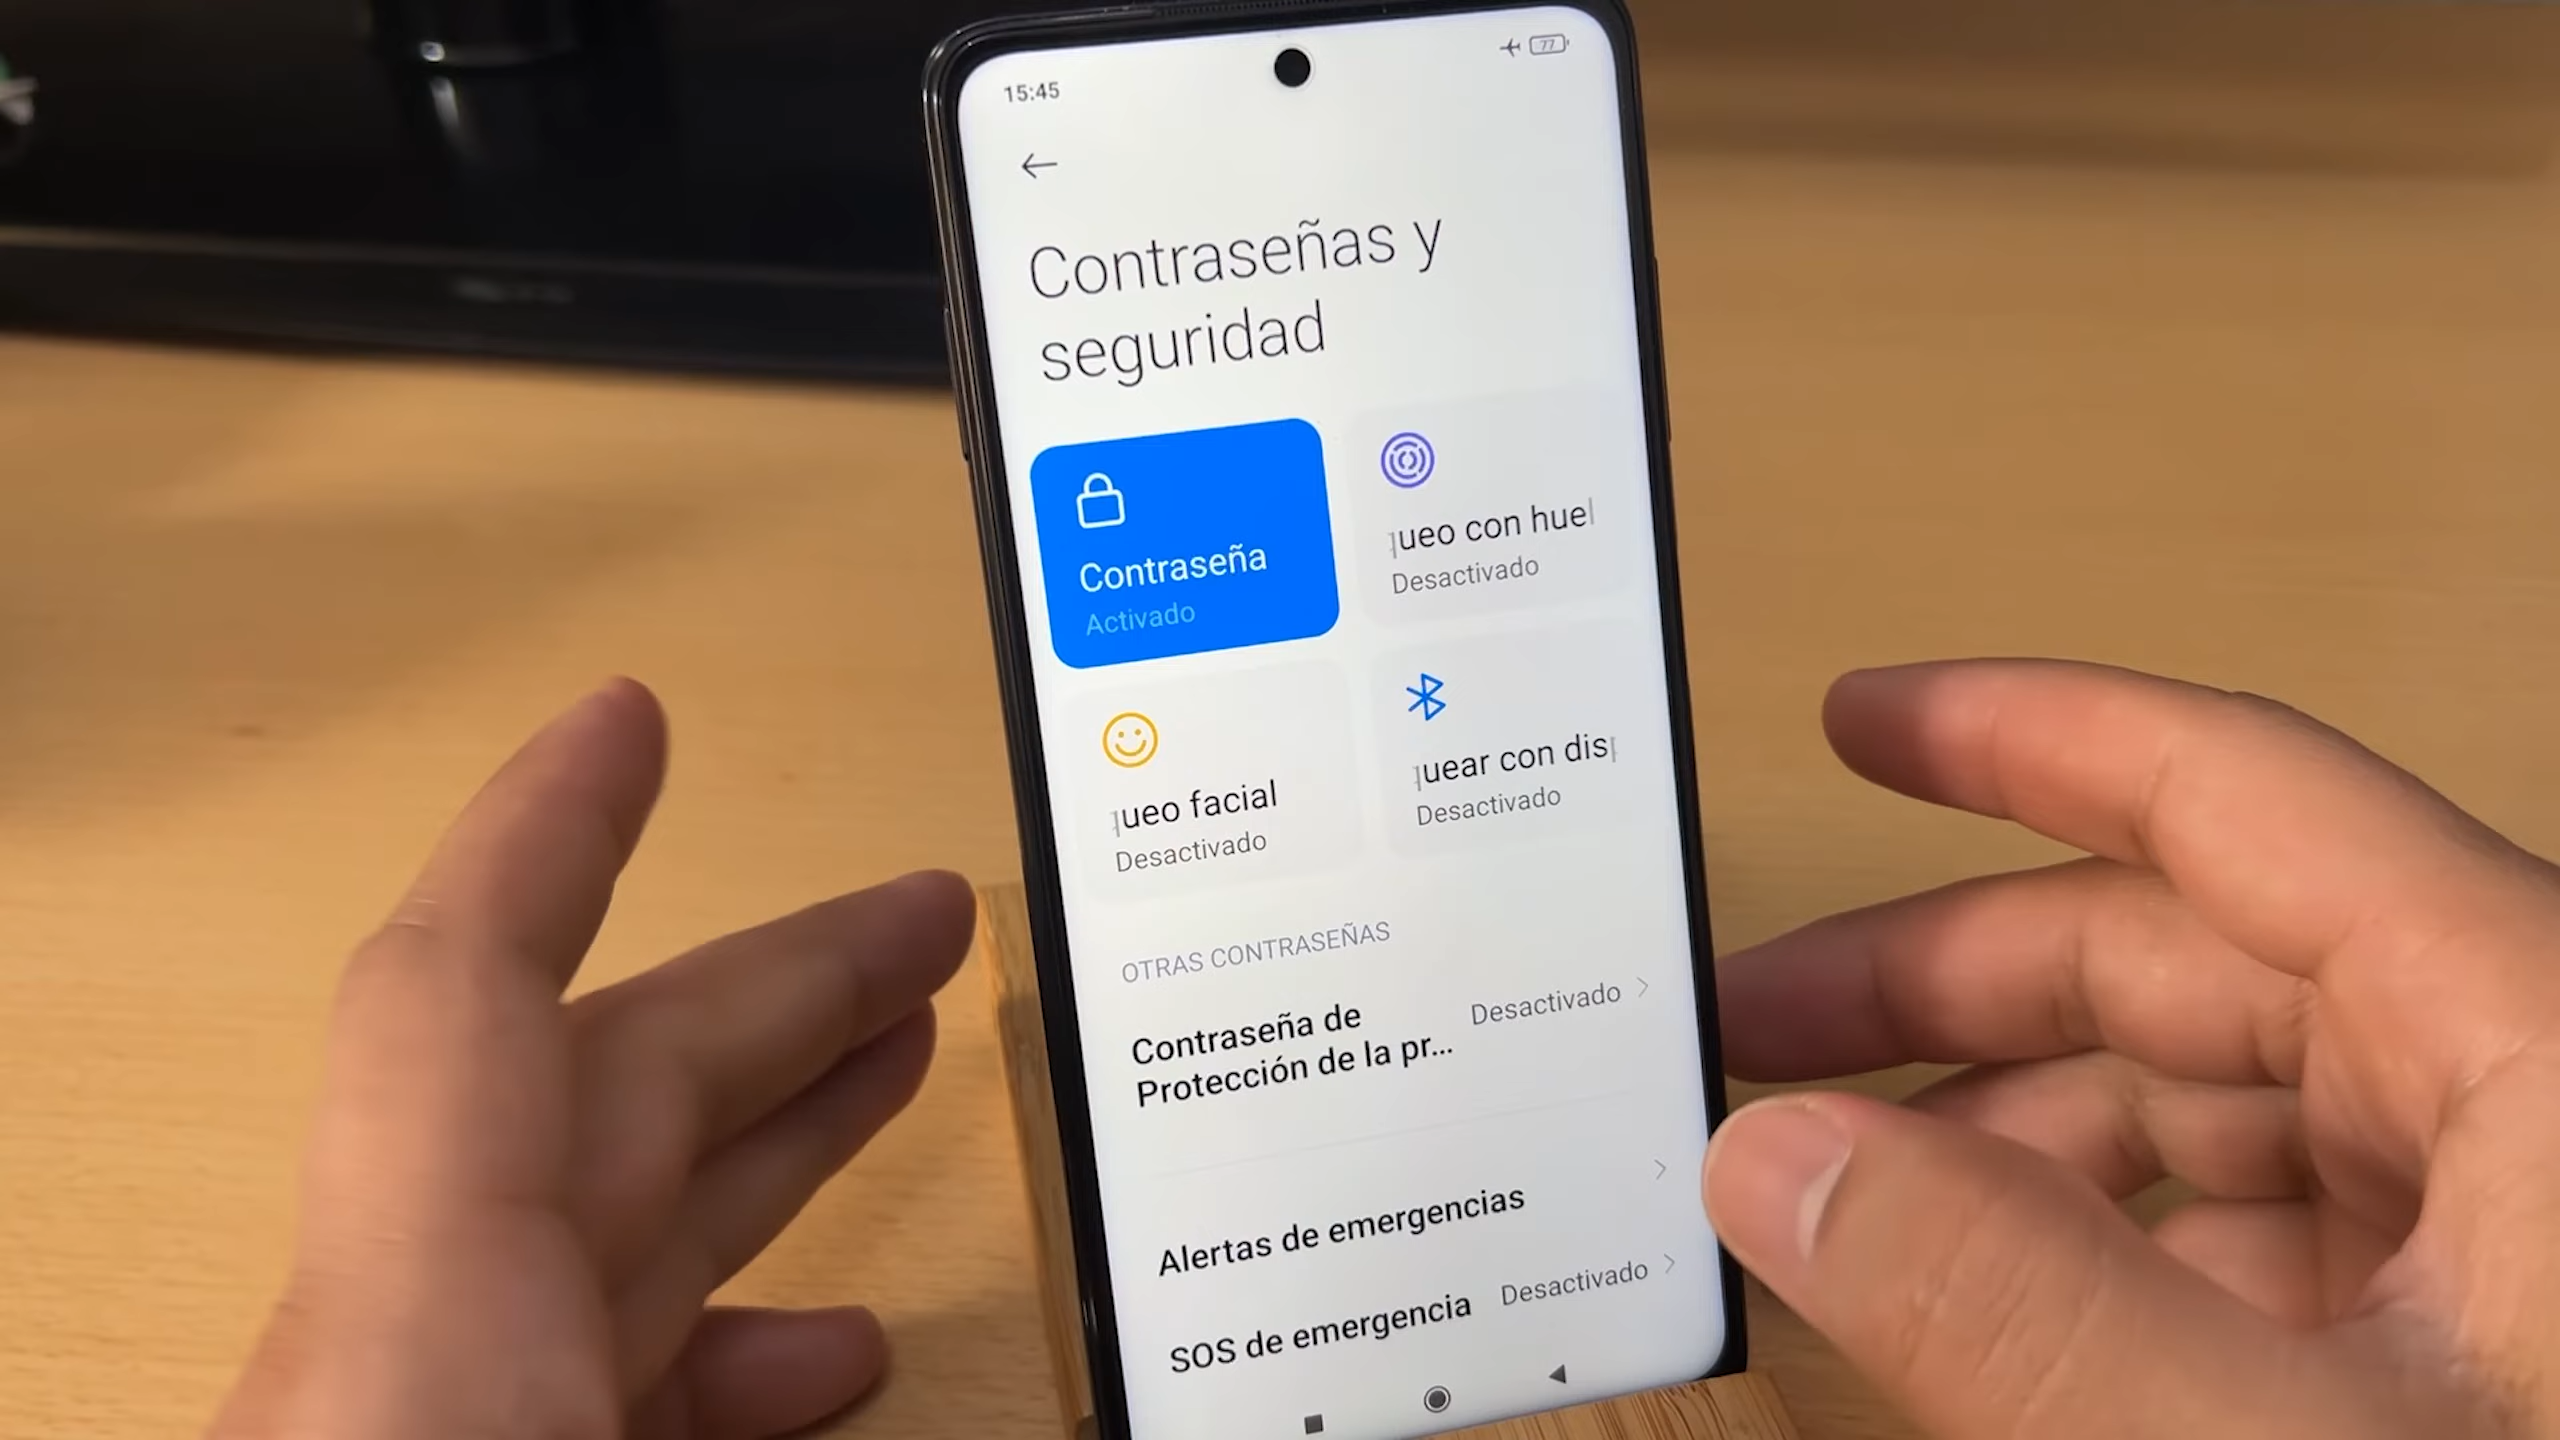 15:45
77
Contraseñas y
seguridad
Contraseña
Activado
ueo con huel
Desactivado
ueo facial
Desactivado
uear con dis
Desactivado
OTRAS CONTRASEÑAS
Contraseña de
Protección de la pr...
Desactivado
Alertas de emergencias
SOS de emergencia
Desactivado